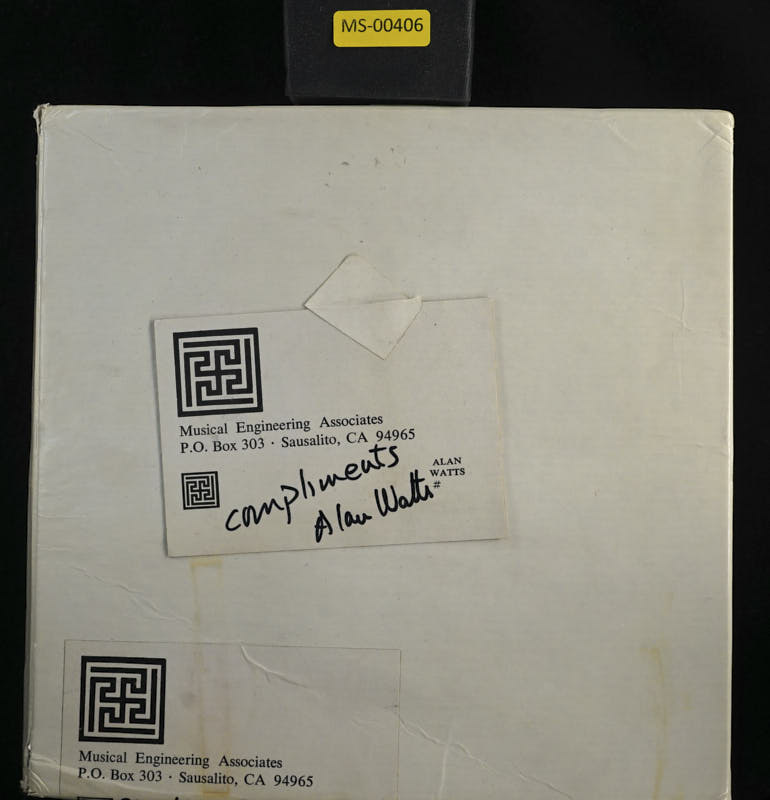 MS-00406
Musical Engineering Associates
P.O. Box 303 · Sausalito, CA 94965
compliments
ALAN
WATTS
#
Alan Watts
Musical Engineering Associates
P.O. Box 303 · Sausalito, CA 94965